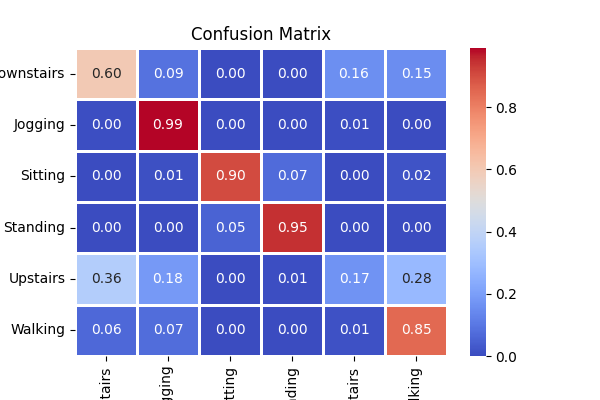 Confusion Matrix
ownstairs 0.60 0.09 0.00 0.00 0.16 0.15
Jogging 0.00 0.99 0.00 0.00 0.01 0.00
Sitting 0.00 0.01 0.90 0.07 0.00 0.02
Standing 0.00 0.00 0.05 0.95 0.00 0.00
Upstairs 0.36 0.18 0.00 0.01 0.17 0.28
Walking 0.06 0.07 0.00 0.00 0.01 0.85
tairs gging tting nding tairs lking
0.8
0.6
0.4
0.2
0.0